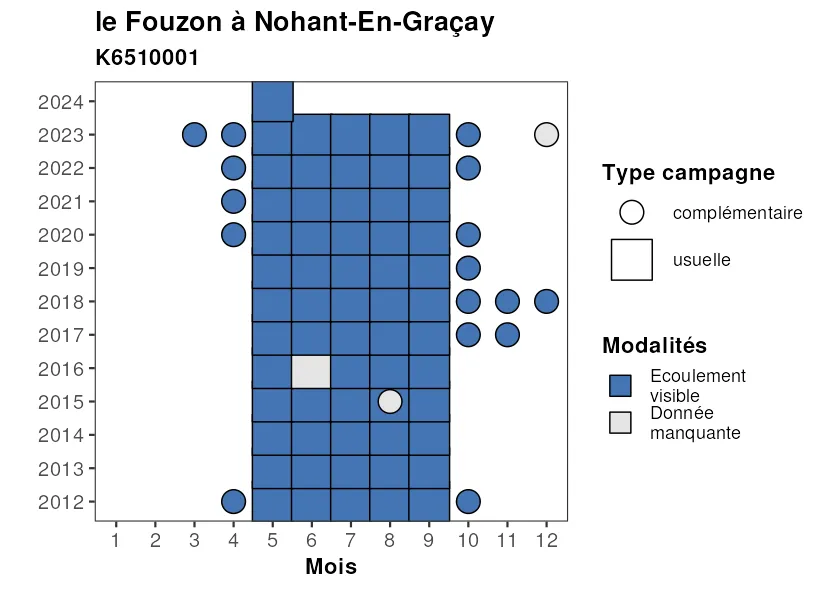 le Fouzon à Nohant-En-Graçay
K6510001
2024
2023
2022
2021
2020
2019
2018
2017
2016
2015
2014
2013
2012
1 2 3 4 5 6 7 8 9 10 11 12
Mois
Type campagne
complémentaire
usuelle
Modalités
Ecoulement
visible
Donnée
manquante